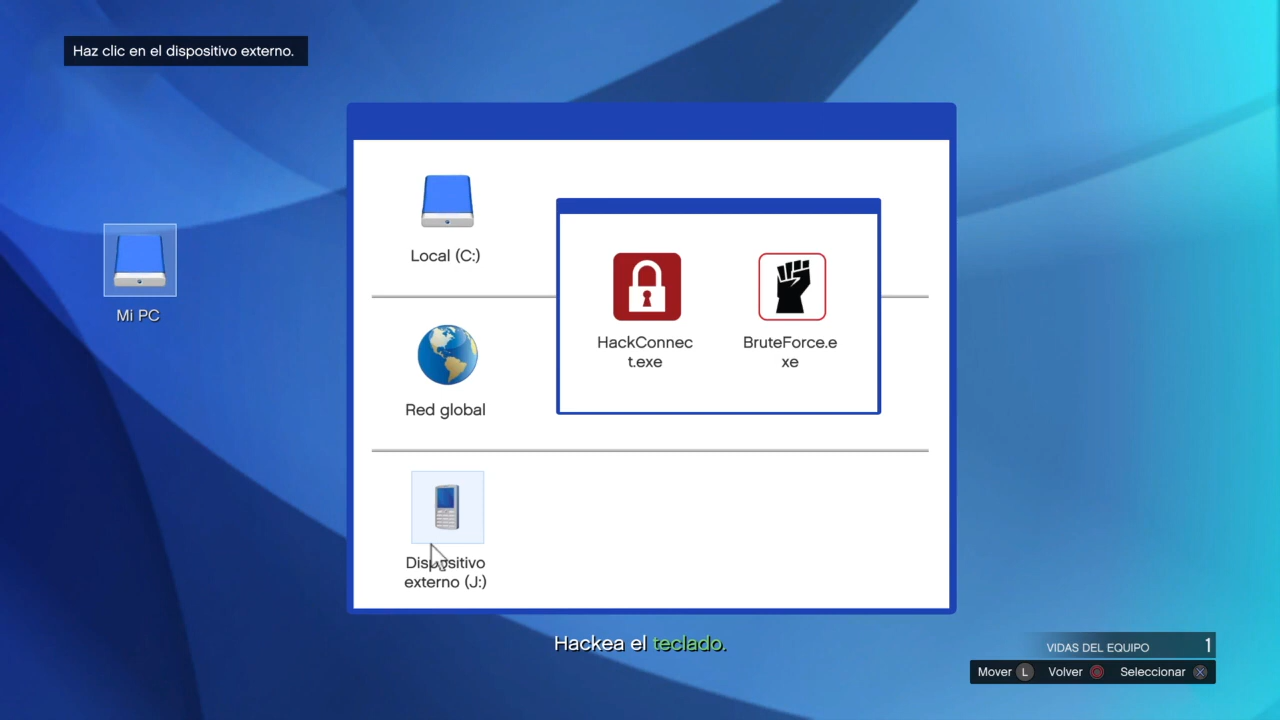 Haz clic en el dispositivo externo.
Local (C:)
Mi PC
HackConnec
t.exe
BruteForce.e
xe
Red global
Dispositivo
externo (J:)
Hackea el teclado.
VIDAS DEL EQUIPO 1
Mover L Volver Seleccionar